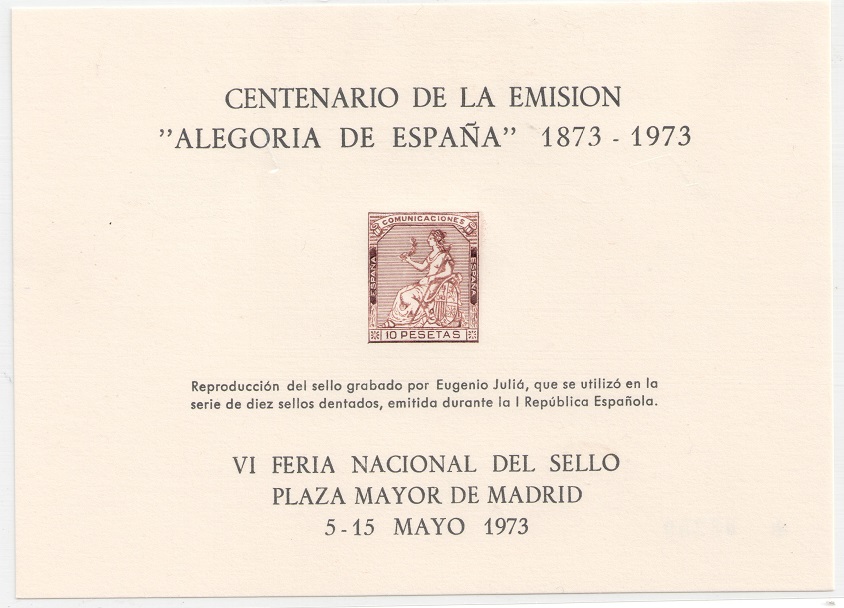 CENTENARIO DE LA EMISION
"ALEGORIA DE ESPAÑA" 1873 - 1973
COMUNICACIONES
ESPAÑA
ESPAÑA
10 PESETAS
Reproducción del sello grabado por Eugenio Juliá, que se utilizó en la
serie de diez sellos dentados, emitida durante la I República Española.
VI FERIA NACIONAL DEL SELLO
PLAZA MAYOR DE MADRID
5-15 MAYO 1973